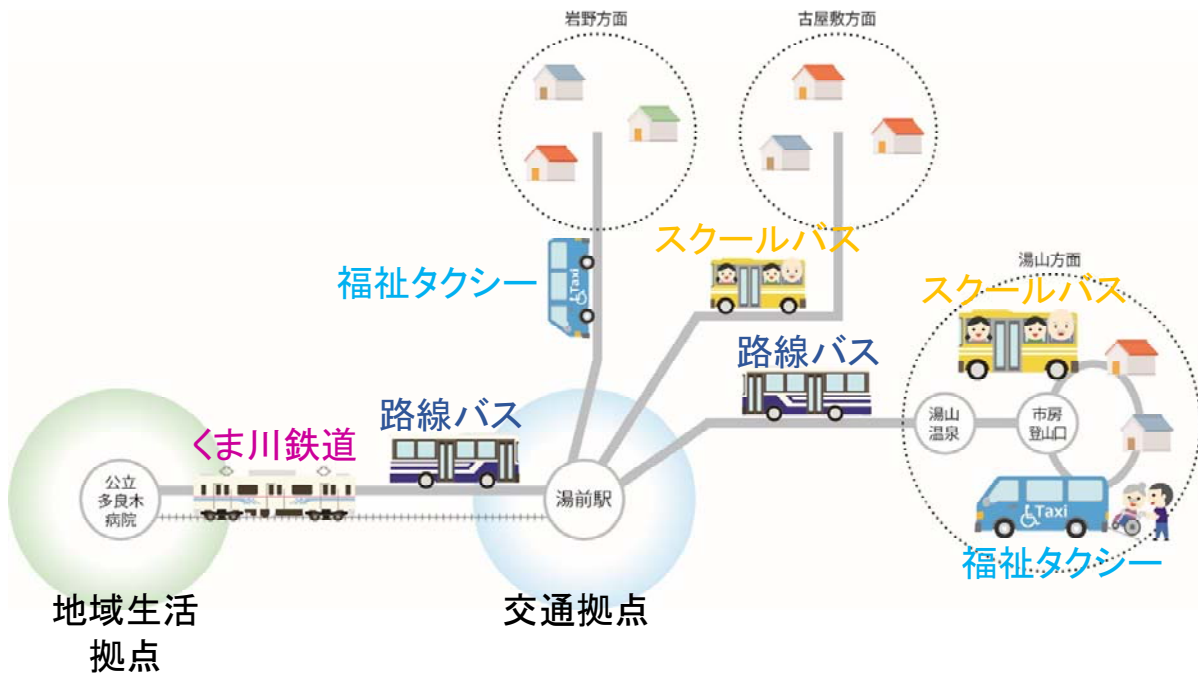 岩野方面
古屋敷方面
スクールバス
福祉タクシー
Taxi
湯山方面
スクールバス
路線バス
路線バス
湯山
温泉
市房
登山口
くま川鉄道
公立
多良木
病院
湯前駅
Taxi
福祉タクシー
地域生活
拠点
交通拠点